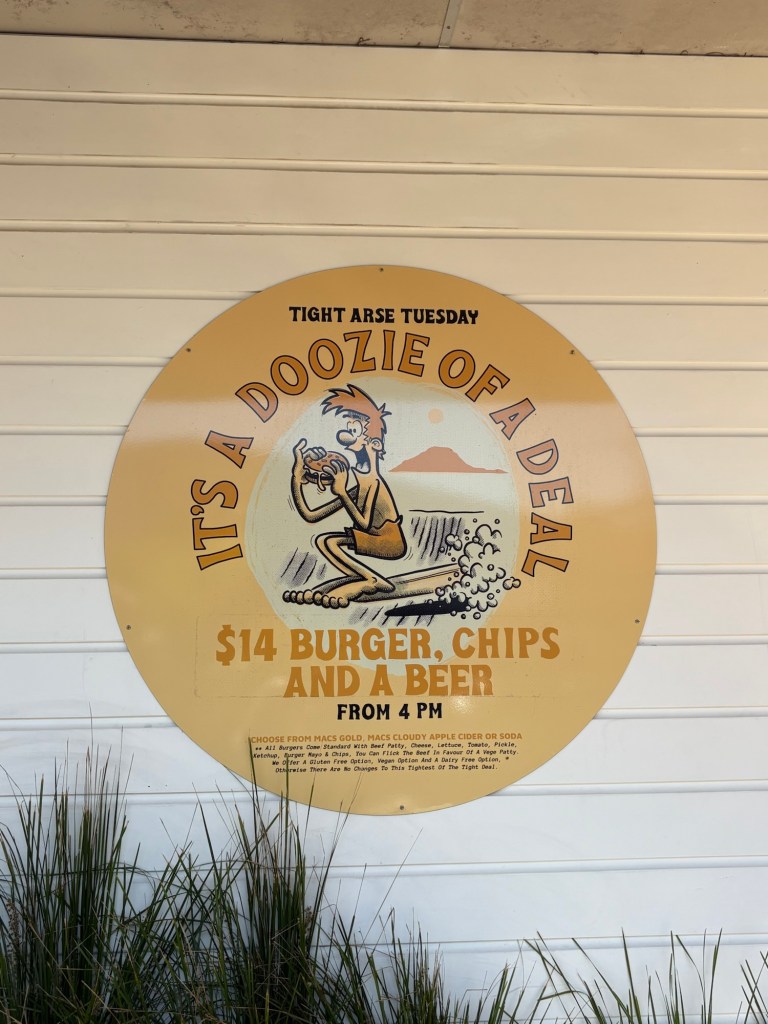 TIGHT ARSE TUESDAY
IT'S A DOOZIE OF A DEAL
$14 BURGER, CHIPS
AND A BEER
FROM 4 PM
CHOOSE FROM MACS GOLD, MACS CLOUDY APPLE CIDER OR SODA
** All Burgers Come Standard With Beef Patty, Cheese, Lettuce, Tomato, Pickle,
Ketchup, Burger Mayo & Chips, You Can Flick The Beef In Favour Of A Vege Patty.
We Offer A Gluten Free Option, Vegan Option And A Dairy Free Option, *
Otherwise There Are No Changes To This Tightest Of The Tight Deal.